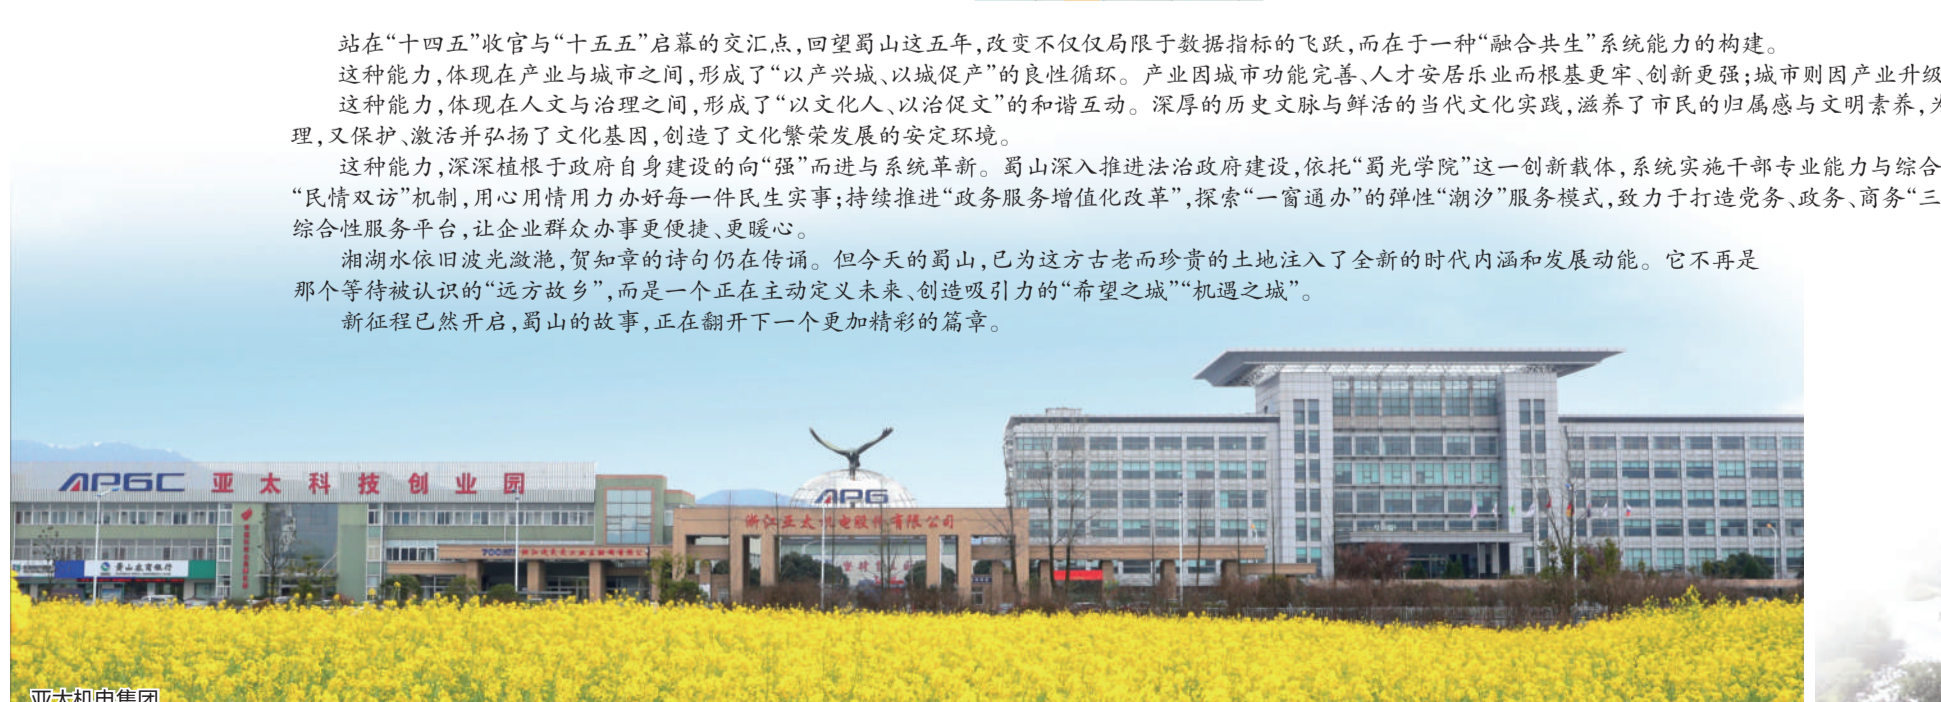 站在“十四五”收官与“十五五”启幕的交汇点,回望蜀山这五年,改变不仅仅局限于数据指标的飞跃,而在于一种“融合共生”系统能力的构建。
这种能力,体现在产业与城市之间,形成了“以产兴城、以城促产”的良性循环。产业因城市功能完善、人才安居乐业而根基更牢、创新更强;城市则因产业升级
这种能力,体现在人文与治理之间,形成了“以文化人、以治促文”的和谐互动。深厚的历史文脉与鲜活的当代文化实践,滋养了市民的归属感与文明素养,
理,又保护、激活并弘扬了文化基因,创造了文化繁荣发展的安定环境。
这种能力,深深植根于政府自身建设的向“强”而进与系统革新。蜀山深入推进法治政府建设,依托“蜀光学院”这一创新载体,系统实施干部专业能力与综合
“民情双访”机制,用心用情用力办好每一件民生实事;持续推进“政务服务增值化改革”,探索“一窗通办”的弹性“潮汐”服务模式,致力于打造党务、政务、商务“三
综合性服务平台,让企业群众办事更便捷、更暖心。
湘湖水依旧波光潋滟,贺知章的诗句仍在传诵。但今天的蜀山,已为这方古老而珍贵的土地注入了全新的时代内涵和发展动能。它不再是
那个等待被认识的“远方故乡”,而是一个正在主动定义未来、创造吸引力的“希望之城”“机遇之城”。
新征程已然开启,蜀山的故事,正在翻开下一个更加精彩的篇章。
APGC 亚太科技创业园
APG
浙江亚太机电股份有限公司
萧山农商银行
亚太机电集团